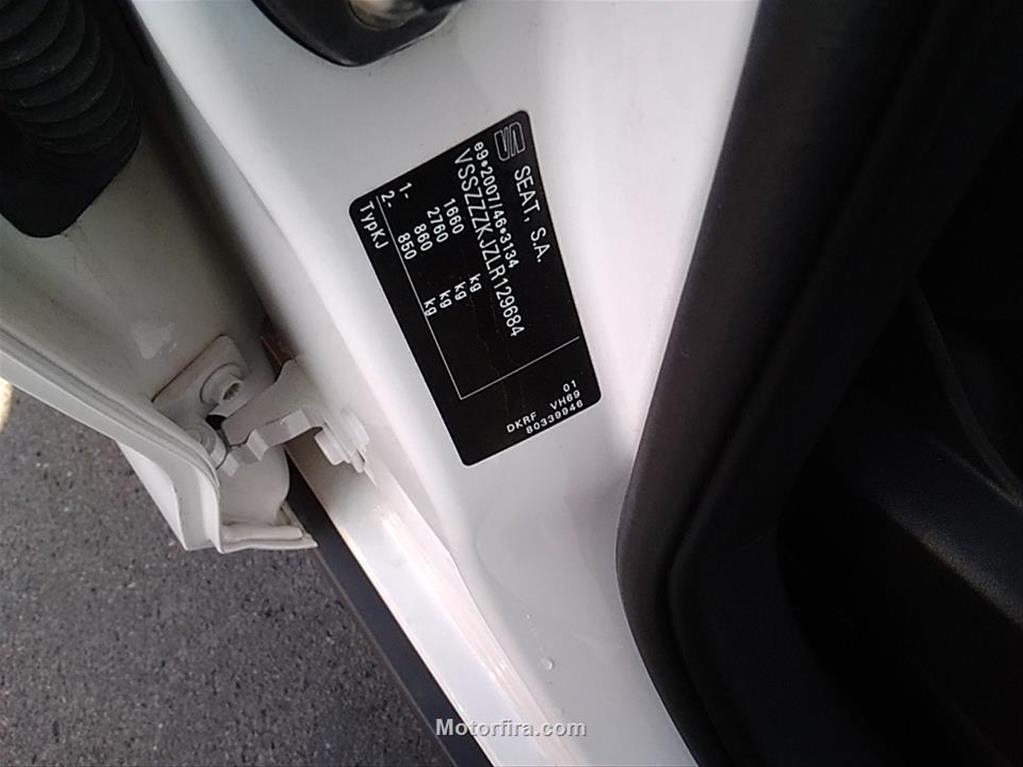 SEAT, S.A.
e9*2007/46*3134
VSSZZZKJZLR129684
1660 kg
2760 kg
1- 860 kg
2- 850 kg
TypKJ
01
DKRF VH69
80339946
Motorfira.com